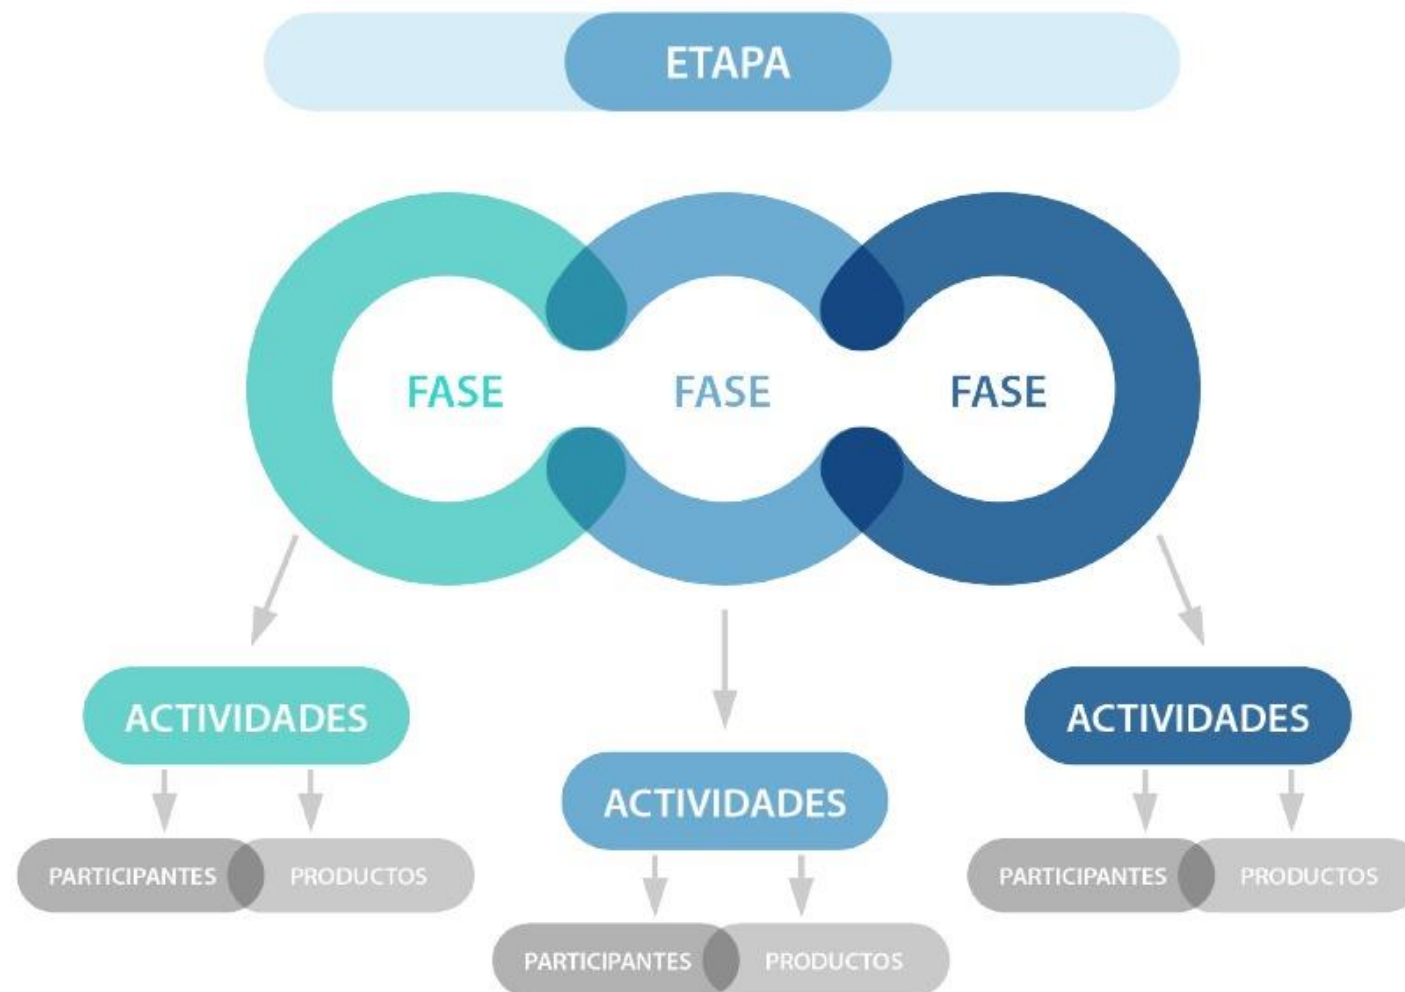 ETAPA
FASE FASE FASE
ACTIVIDADES
ACTIVIDADES
ACTIVIDADES
PARTICIPANTES PRODUCTOS
PARTICIPANTES PRODUCTOS
PARTICIPANTES PRODUCTOS